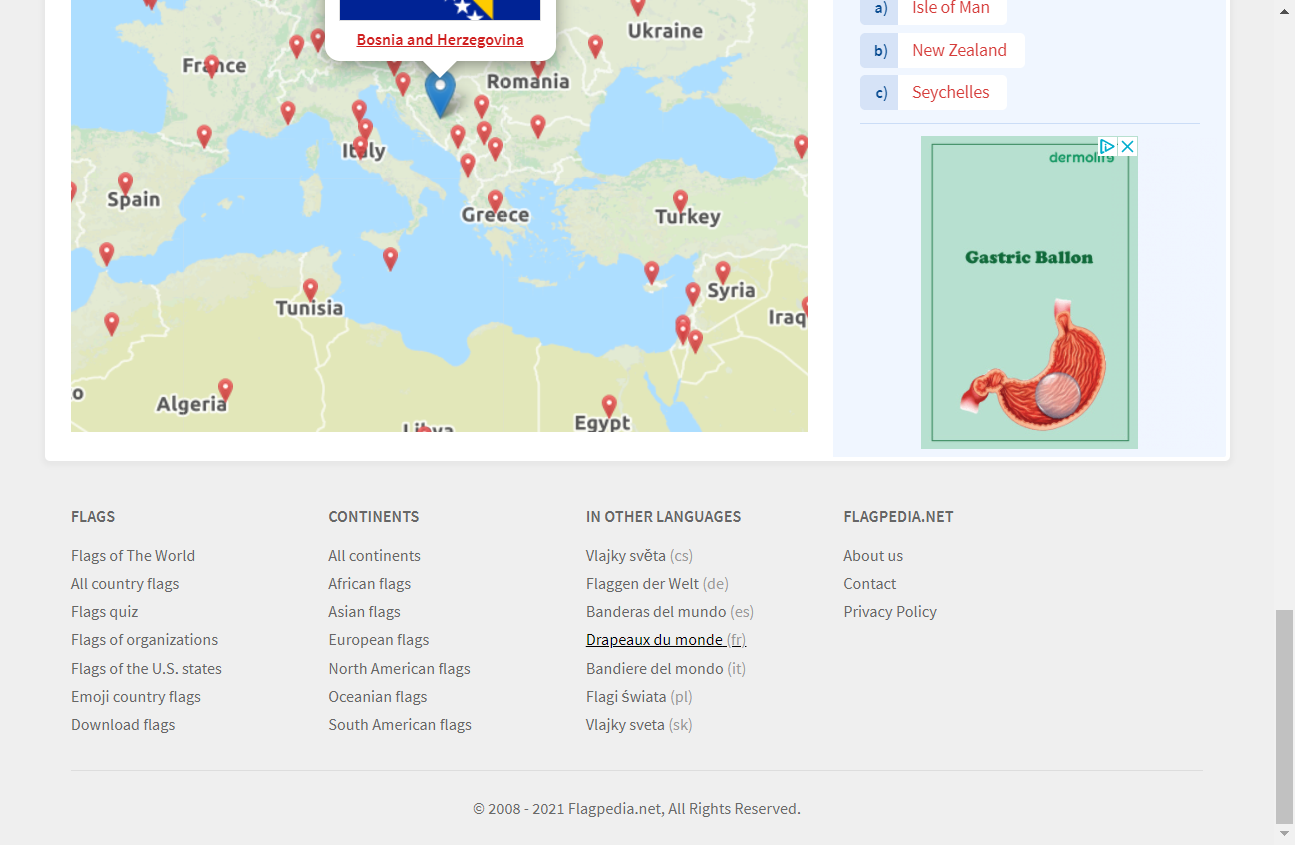 Bosnia and Herzegovina
Ukraine
France
Romania
Italy
Spain
Greece
Turkey
Tunisia
Syria
Iraq
Algeria
Libya
Egypt
a) Isle of Man
b) New Zealand
c) Seychelles
Gastric Ballon
FLAGS
Flags of The World
All country flags
Flags quiz
Flags of organizations
Flags of the U.S. states
Emoji country flags
Download flags
CONTINENTS
All continents
African flags
Asian flags
European flags
North American flags
Oceanian flags
South American flags
IN OTHER LANGUAGES
Vlajky světa (cs)
Flaggen der Welt (de)
Banderas del mundo (es)
Drapeaux du monde (fr)
Bandiere del mondo (it)
Flagi świata (pl)
Vlajky sveta (sk)
FLAGPEDIA.NET
About us
Contact
Privacy Policy
© 2008 - 2021 Flagpedia.net, All Rights Reserved.